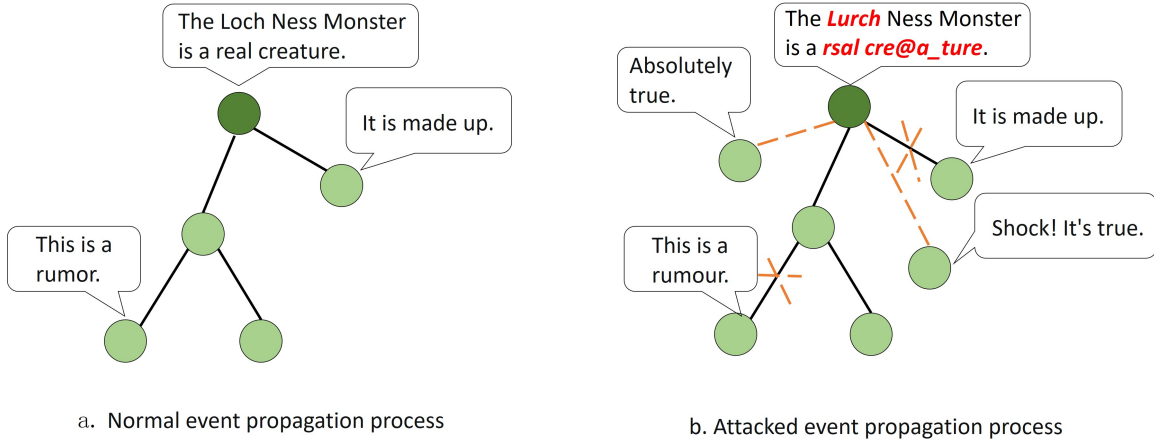 The Loch Ness Monster
is a real creature.
It is made up.
This is a
rumor.
a. Normal event propagation process
The Lurch Ness Monster
is a rsal cre@a_ture.
Absolutely
true.
It is made up.
Shock! It's true.
This is a
rumour.
b. Attacked event propagation process